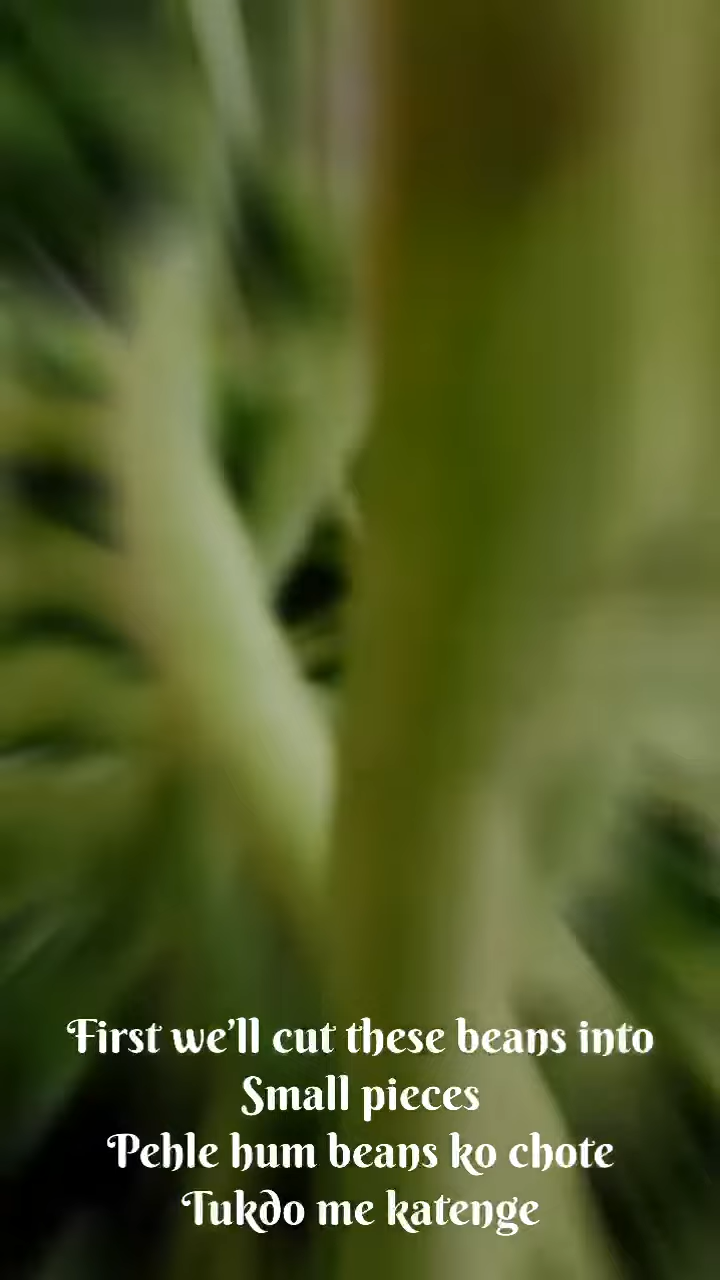 First we'll cut these beans into
Small pieces
Pehle hum beans ko chote
Tukdo me katenge